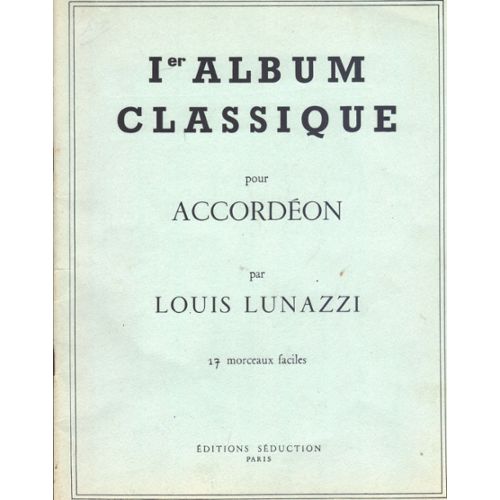 Ier ALBUM
CLASSIQUE
pour
ACCORDÉON
par
LOUIS LUNAZZI
17 morceaux faciles
ÉDITIONS SÉDUCTION
PARIS